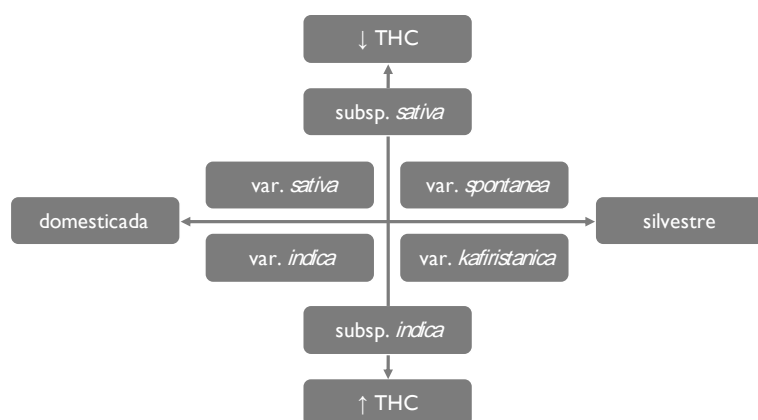 ↓ THC
subsp. sativa
var. sativa
var. spontanea
domesticada
silvestre
var. indica
var. kafiristanica
subsp. indica
↑ THC